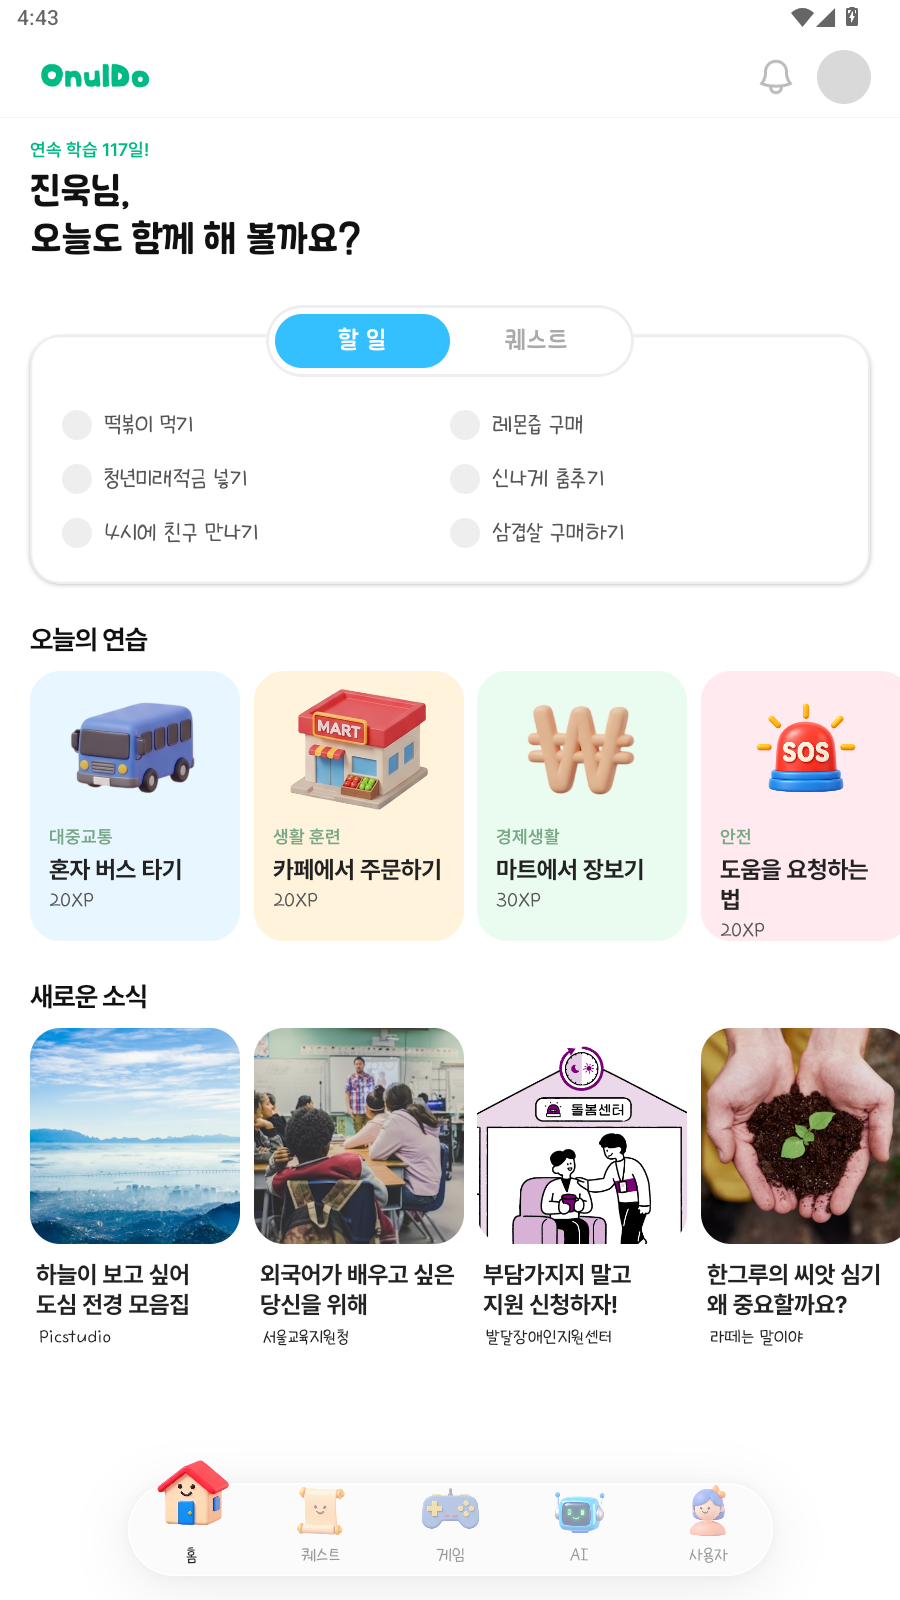 4:43
OnulDo
연속 학습 117일!
진욱님,
오늘도 함께 해 볼까요?
할 일
퀘스트
떡볶이 먹기
레몬즙 구매
청년미래적금 넣기
신나게 춤추기
4시에 친구 만나기
삼겹살 구매하기
오늘의 연습
MART
SOS
대중교통
혼자 버스 타기
20XP
생활 훈련
카페에서 주문하기
20XP
경제생활
마트에서 장보기
30XP
안전
도움을 요청하는
법
20XP
새로운 소식
돌봄센터
하늘이 보고 싶어
도심 전경 모음집
Picstudio
외국어가 배우고 싶은
당신을 위해
서울교육지원청
부담가지지 말고
지원 신청하자!
발달장애인지원센터
한그루의 씨앗 심기
왜 중요할까요?
라떼는 말이야
홈
퀘스트
게임
AI
사용자